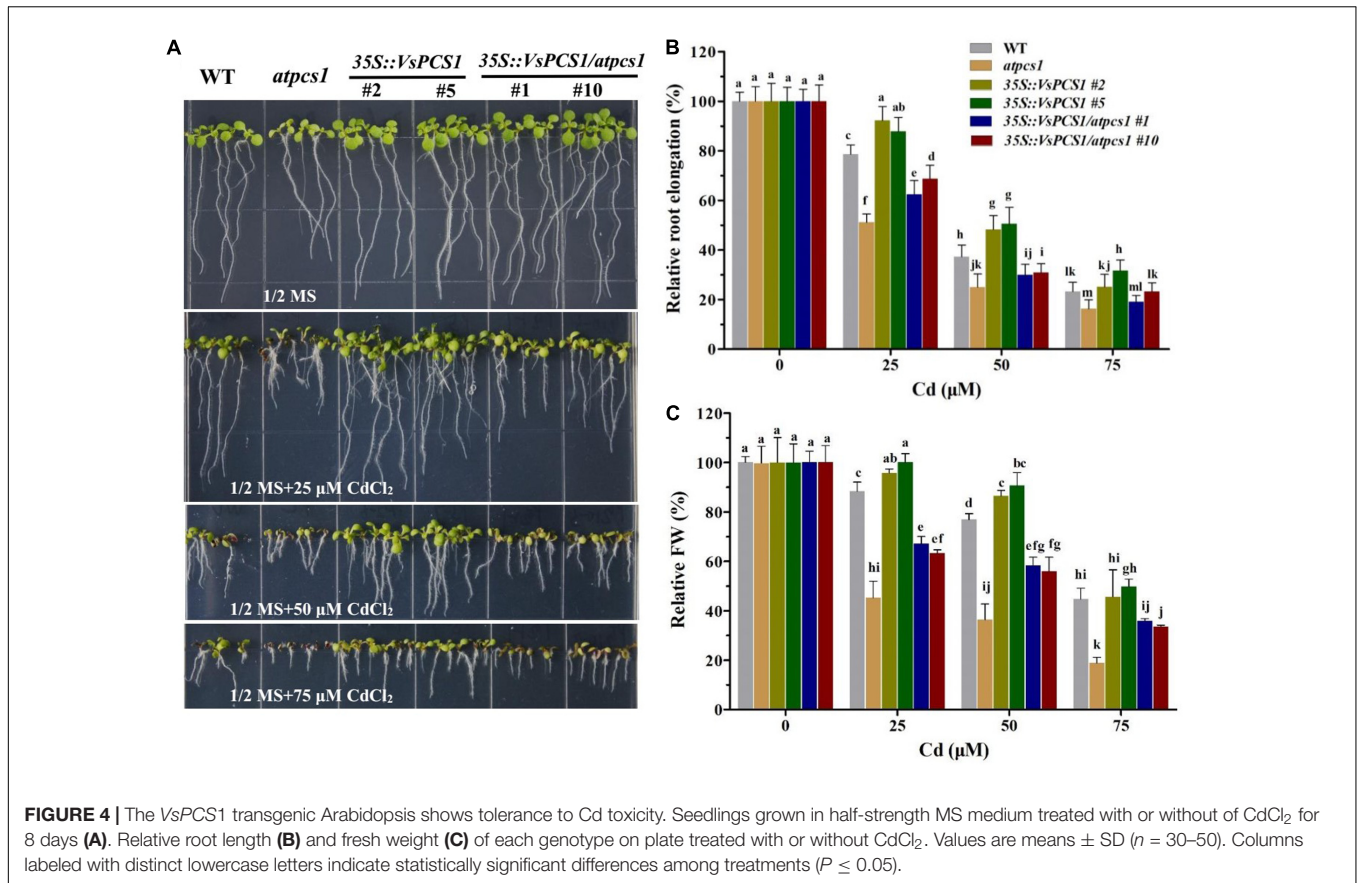 A
WT atpcs1 35S::VsPCS1 35S::VsPCS1/atpcs1
#2 #5 #1 #10
1/2 MS
1/2 MS+25 μM CdCl₂
1/2 MS+50 μM CdCl₂
1/2 MS+75 μM CdCl₂
B
Relative root elongation (%)
120
100
80
60
40
20
0
a a a a a a
c f a ab e d
h jk g g ij i
lk m kj h ml lk
0 25 50 75
Cd (μM)
WT
atpcs1
35S::VsPCS1 #2
35S::VsPCS1 #5
35S::VsPCS1/atpcs1 #1
35S::VsPCS1/atpcs1 #10
C
Relative FW (%)
120
100
80
60
40
20
0
a a a a a a
c hi ab a e ef
d ij c bc efg fg
hi k hi gh ij j
0 25 50 75
Cd (μM)
FIGURE 4 | The VsPCS1 transgenic Arabidopsis shows tolerance to Cd toxicity. Seedlings grown in half-strength MS medium treated with or without of CdCl₂ for
8 days (A). Relative root length (B) and fresh weight (C) of each genotype on plate treated with or without CdCl₂. Values are means ± SD (n = 30–50). Columns
labeled with distinct lowercase letters indicate statistically significant differences among treatments (P ≤ 0.05).